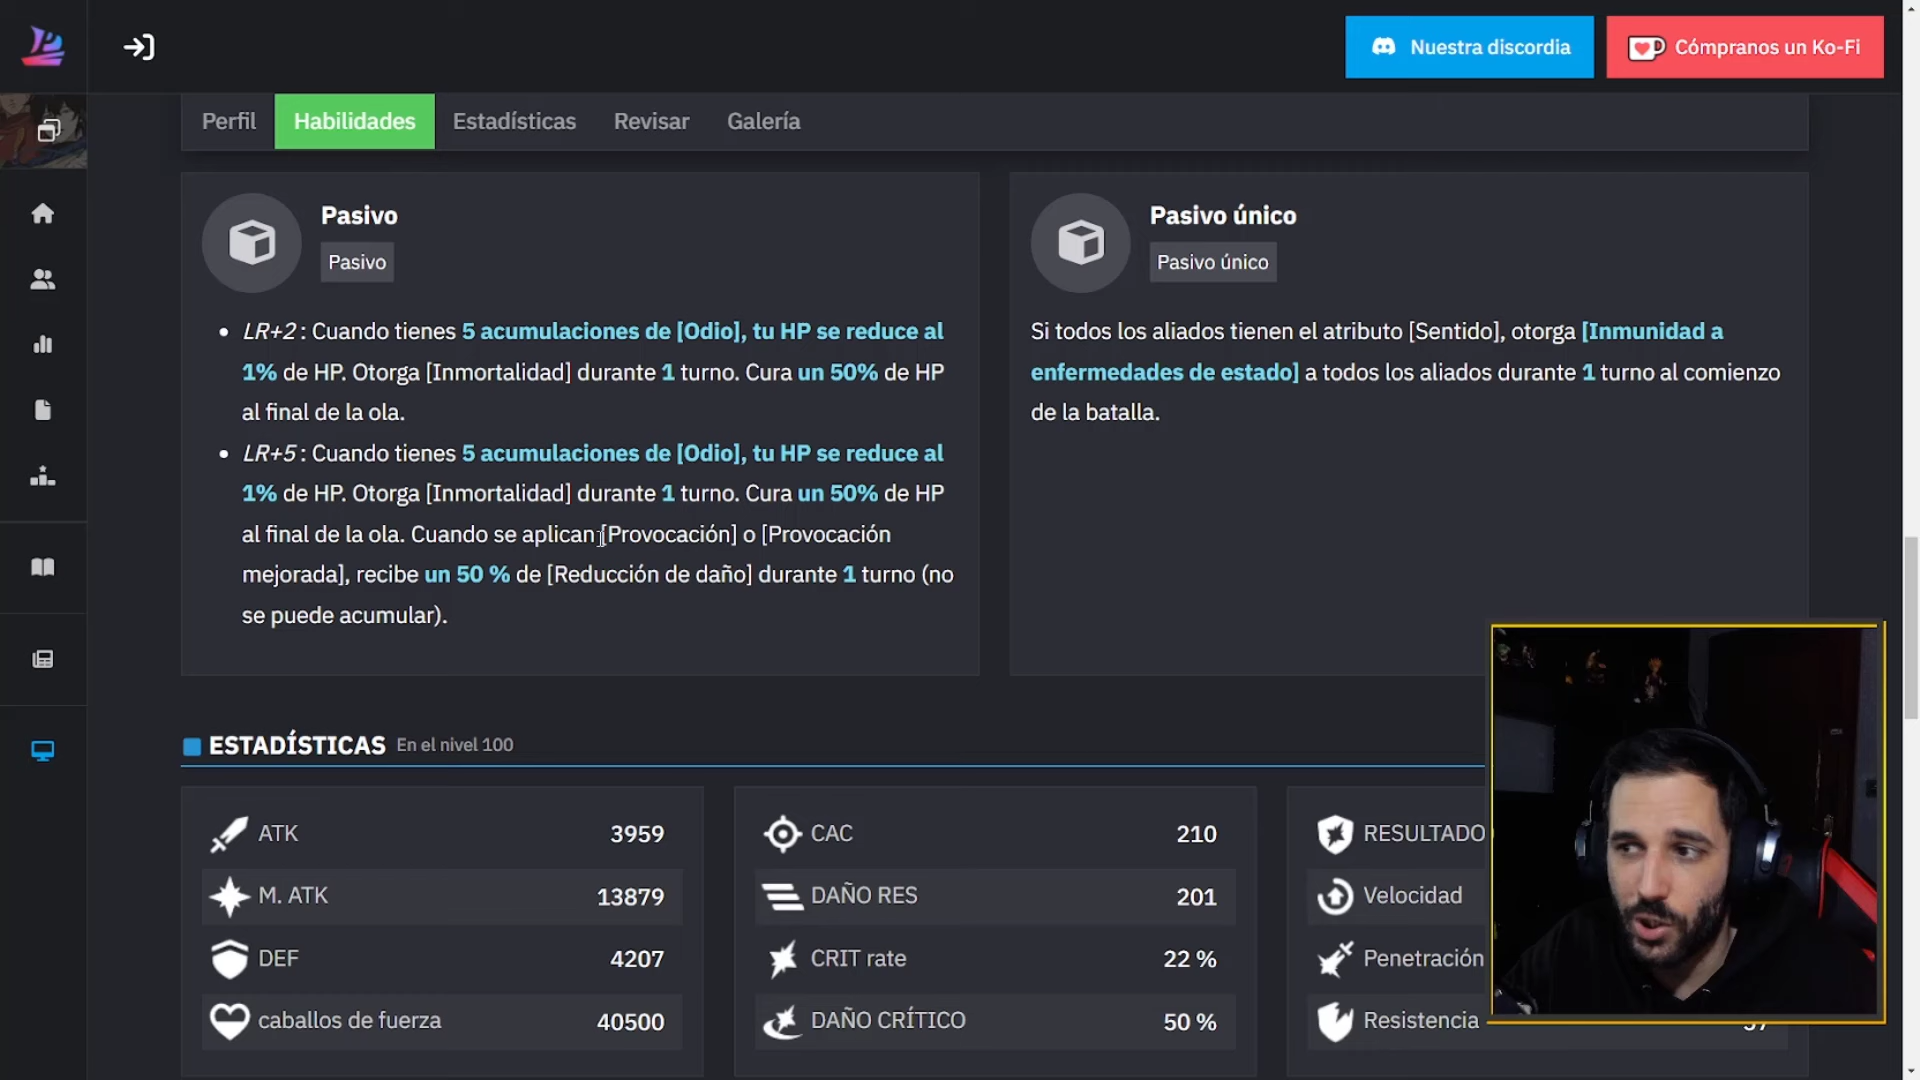 Nuestra discordia
Cómpranos un Ko-Fi
Perfil
Habilidades
Estadísticas
Revisar
Galería
Pasivo
Pasivo
LR+2 : Cuando tienes 5 acumulaciones de [Odio], tu HP se reduce al
1% de HP. Otorga [Inmortalidad] durante 1 turno. Cura un 50% de HP
al final de la ola.
LR+5 : Cuando tienes 5 acumulaciones de [Odio], tu HP se reduce al
1% de HP. Otorga [Inmortalidad] durante 1 turno. Cura un 50% de HP
al final de la ola. Cuando se aplican [Provocación] o [Provocación
mejorada], recibe un 50 % de [Reducción de daño] durante 1 turno (no
se puede acumular).
Pasivo único
Pasivo único
Si todos los aliados tienen el atributo [Sentido], otorga [Inmunidad a
enfermedades de estado] a todos los aliados durante 1 turno al comienzo
de la batalla.
ESTADÍSTICAS En el nivel 100
ATK 3959
M. ATK 13879
DEF 4207
caballos de fuerza 40500
CAC 210
DAÑO RES 201
CRIT rate 22 %
DAÑO CRÍTICO 50 %
RESULTADO
Velocidad
Penetración
Resistencia